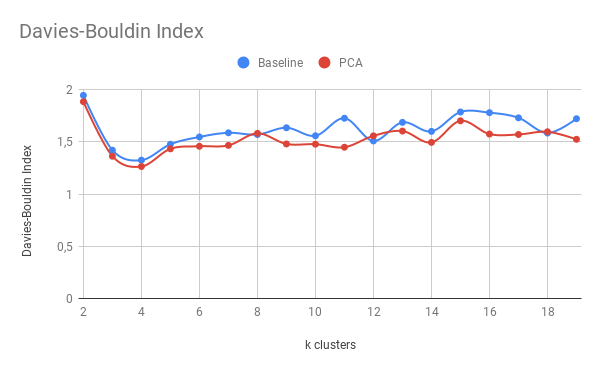 Davies-Bouldin Index
Baseline PCA
Davies-Bouldin Index
2
1,5
1
0,5
0
2 4 6 8 10 12 14 16 18
k clusters